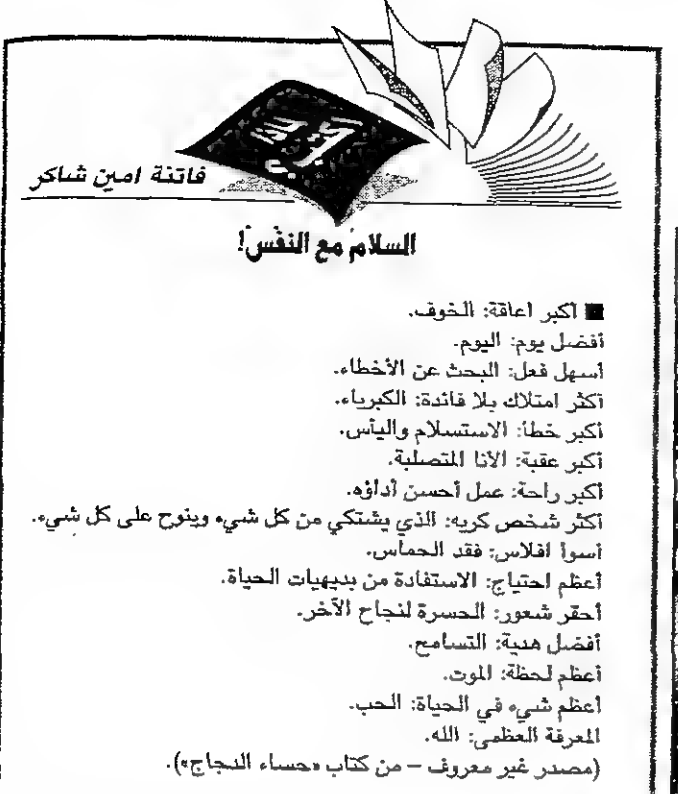 اكتب لكم
فاتنة امين شاكر
السلام مع النفس!
أكبر اعاقة: الخوف.
أفضل يوم: اليوم.
أسهل فعل: البحث عن الأخطاء.
أكثر امتلاك بلا فائدة: الكبرياء.
أكبر خطأ: الاستسلام واليأس.
أكبر عقبة: الأنا المتصلبة.
أكبر راحة: عمل أحسن أداؤه.
أكثر شخص كريه: الذي يشتكي من كل شيء وينوح على كل شيء.
أسوأ افلاس: فقد الحماس.
أعظم احتياج: الاستفادة من بديهيات الحياة.
أحقر شعور: الحسرة لنجاح الآخر.
أفضل هدية: التسامح.
أعظم لحظة: الموت.
أعظم شيء في الحياة: الحب.
المعرفة العظمى: الله.
(مصدر غير معروف – من كتاب «حساء الدجاج»).